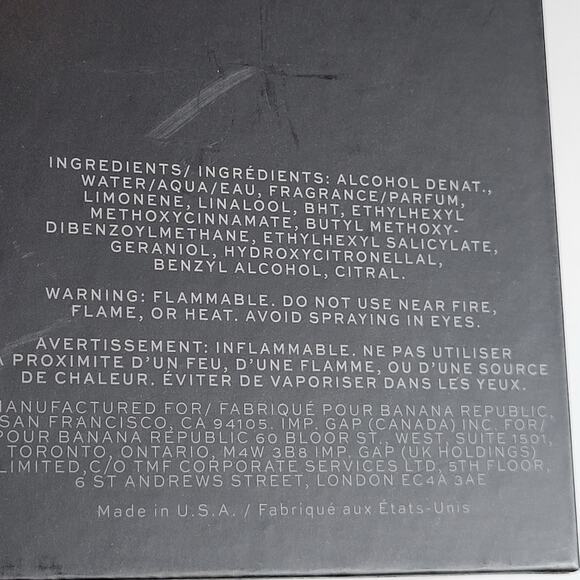 INGREDIENTS/ INGRÉDIENTS: ALCOHOL DENAT.,
WATER/AQUA/EAU, FRAGRANCE/PARFUM,
LIMONENE, LINALOOL, BHT, ETHYLHEXYL
METHOXYCINNAMATE, BUTYL METHOXY-
DIBENZOYLMETHANE, ETHYLHEXYL SALICYLATE,
GERANIOL, HYDROXYCITRONELLAL,
BENZYL ALCOHOL, CITRAL.
WARNING: FLAMMABLE. DO NOT USE NEAR FIRE,
FLAME, OR HEAT. AVOID SPRAYING IN EYES.
AVERTISSEMENT: INFLAMMABLE. NE PAS UTILISER
À PROXIMITE D'UN FEU, D'UNE FLAMME, OU D'UNE SOURCE
DE CHALEUR. ÉVITER DE VAPORISER DANS LES YEUX.
MANUFACTURED FOR/ FABRIQUÉ POUR BANANA REPUBLIC,
SAN FRANCISCO, CA 94105. IMP. GAP (CANADA) INC. FOR/
POUR BANANA REPUBLIC 60 BLOOR ST., WEST, SUITE 1501,
TORONTO, ONTARIO, M4W 3B8 IMP. GAP (UK HOLDINGS)
LIMITED, C/O TMF CORPORATE SERVICES LTD, 5TH FLOOR,
6 ST ANDREWS STREET, LONDON EC4A 3AE
Made in U.S.A. / Fabriqué aux États-Unis